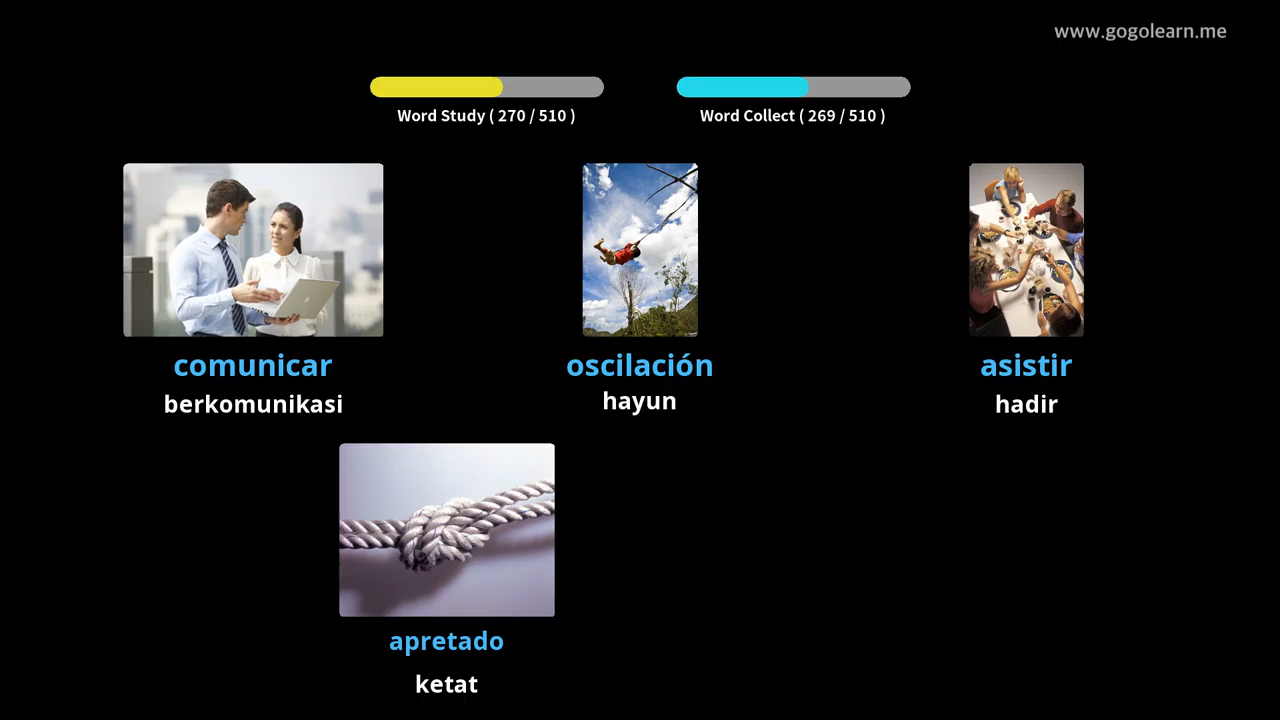 www.gogolearn.me
Word Study ( 270 / 510 )
Word Collect ( 269 / 510 )
comunicar
berkomunikasi
oscilación
hayun
asistir
hadir
apretado
ketat